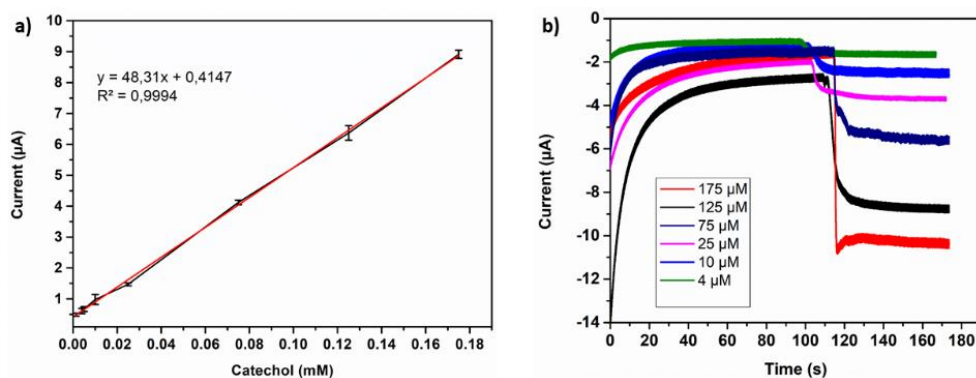 a)
y = 48,31x + 0,4147
R² = 0,9994
Current (µA)
10
9
8
7
6
5
4
3
2
1
0.00 0.02 0.04 0.06 0.08 0.10 0.12 0.14 0.16 0.18
Catechol (mM)
b)
Current (µA)
0
-2
-4
-6
-8
-10
-12
-14
175 µM
125 µM
75 µM
25 µM
10 µM
4 µM
0 20 40 60 80 100 120 140 160 180
Time (s)